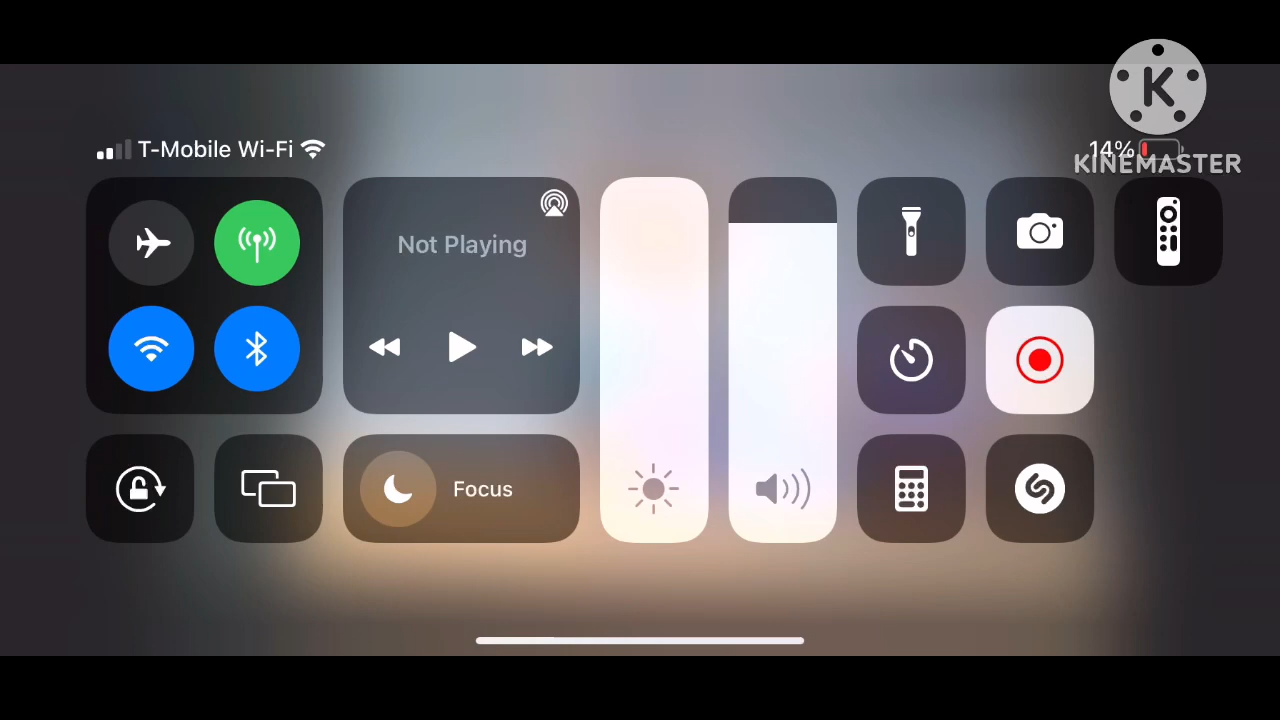 T-Mobile Wi-Fi
14%
K
KINEMASTER
Not Playing
Focus